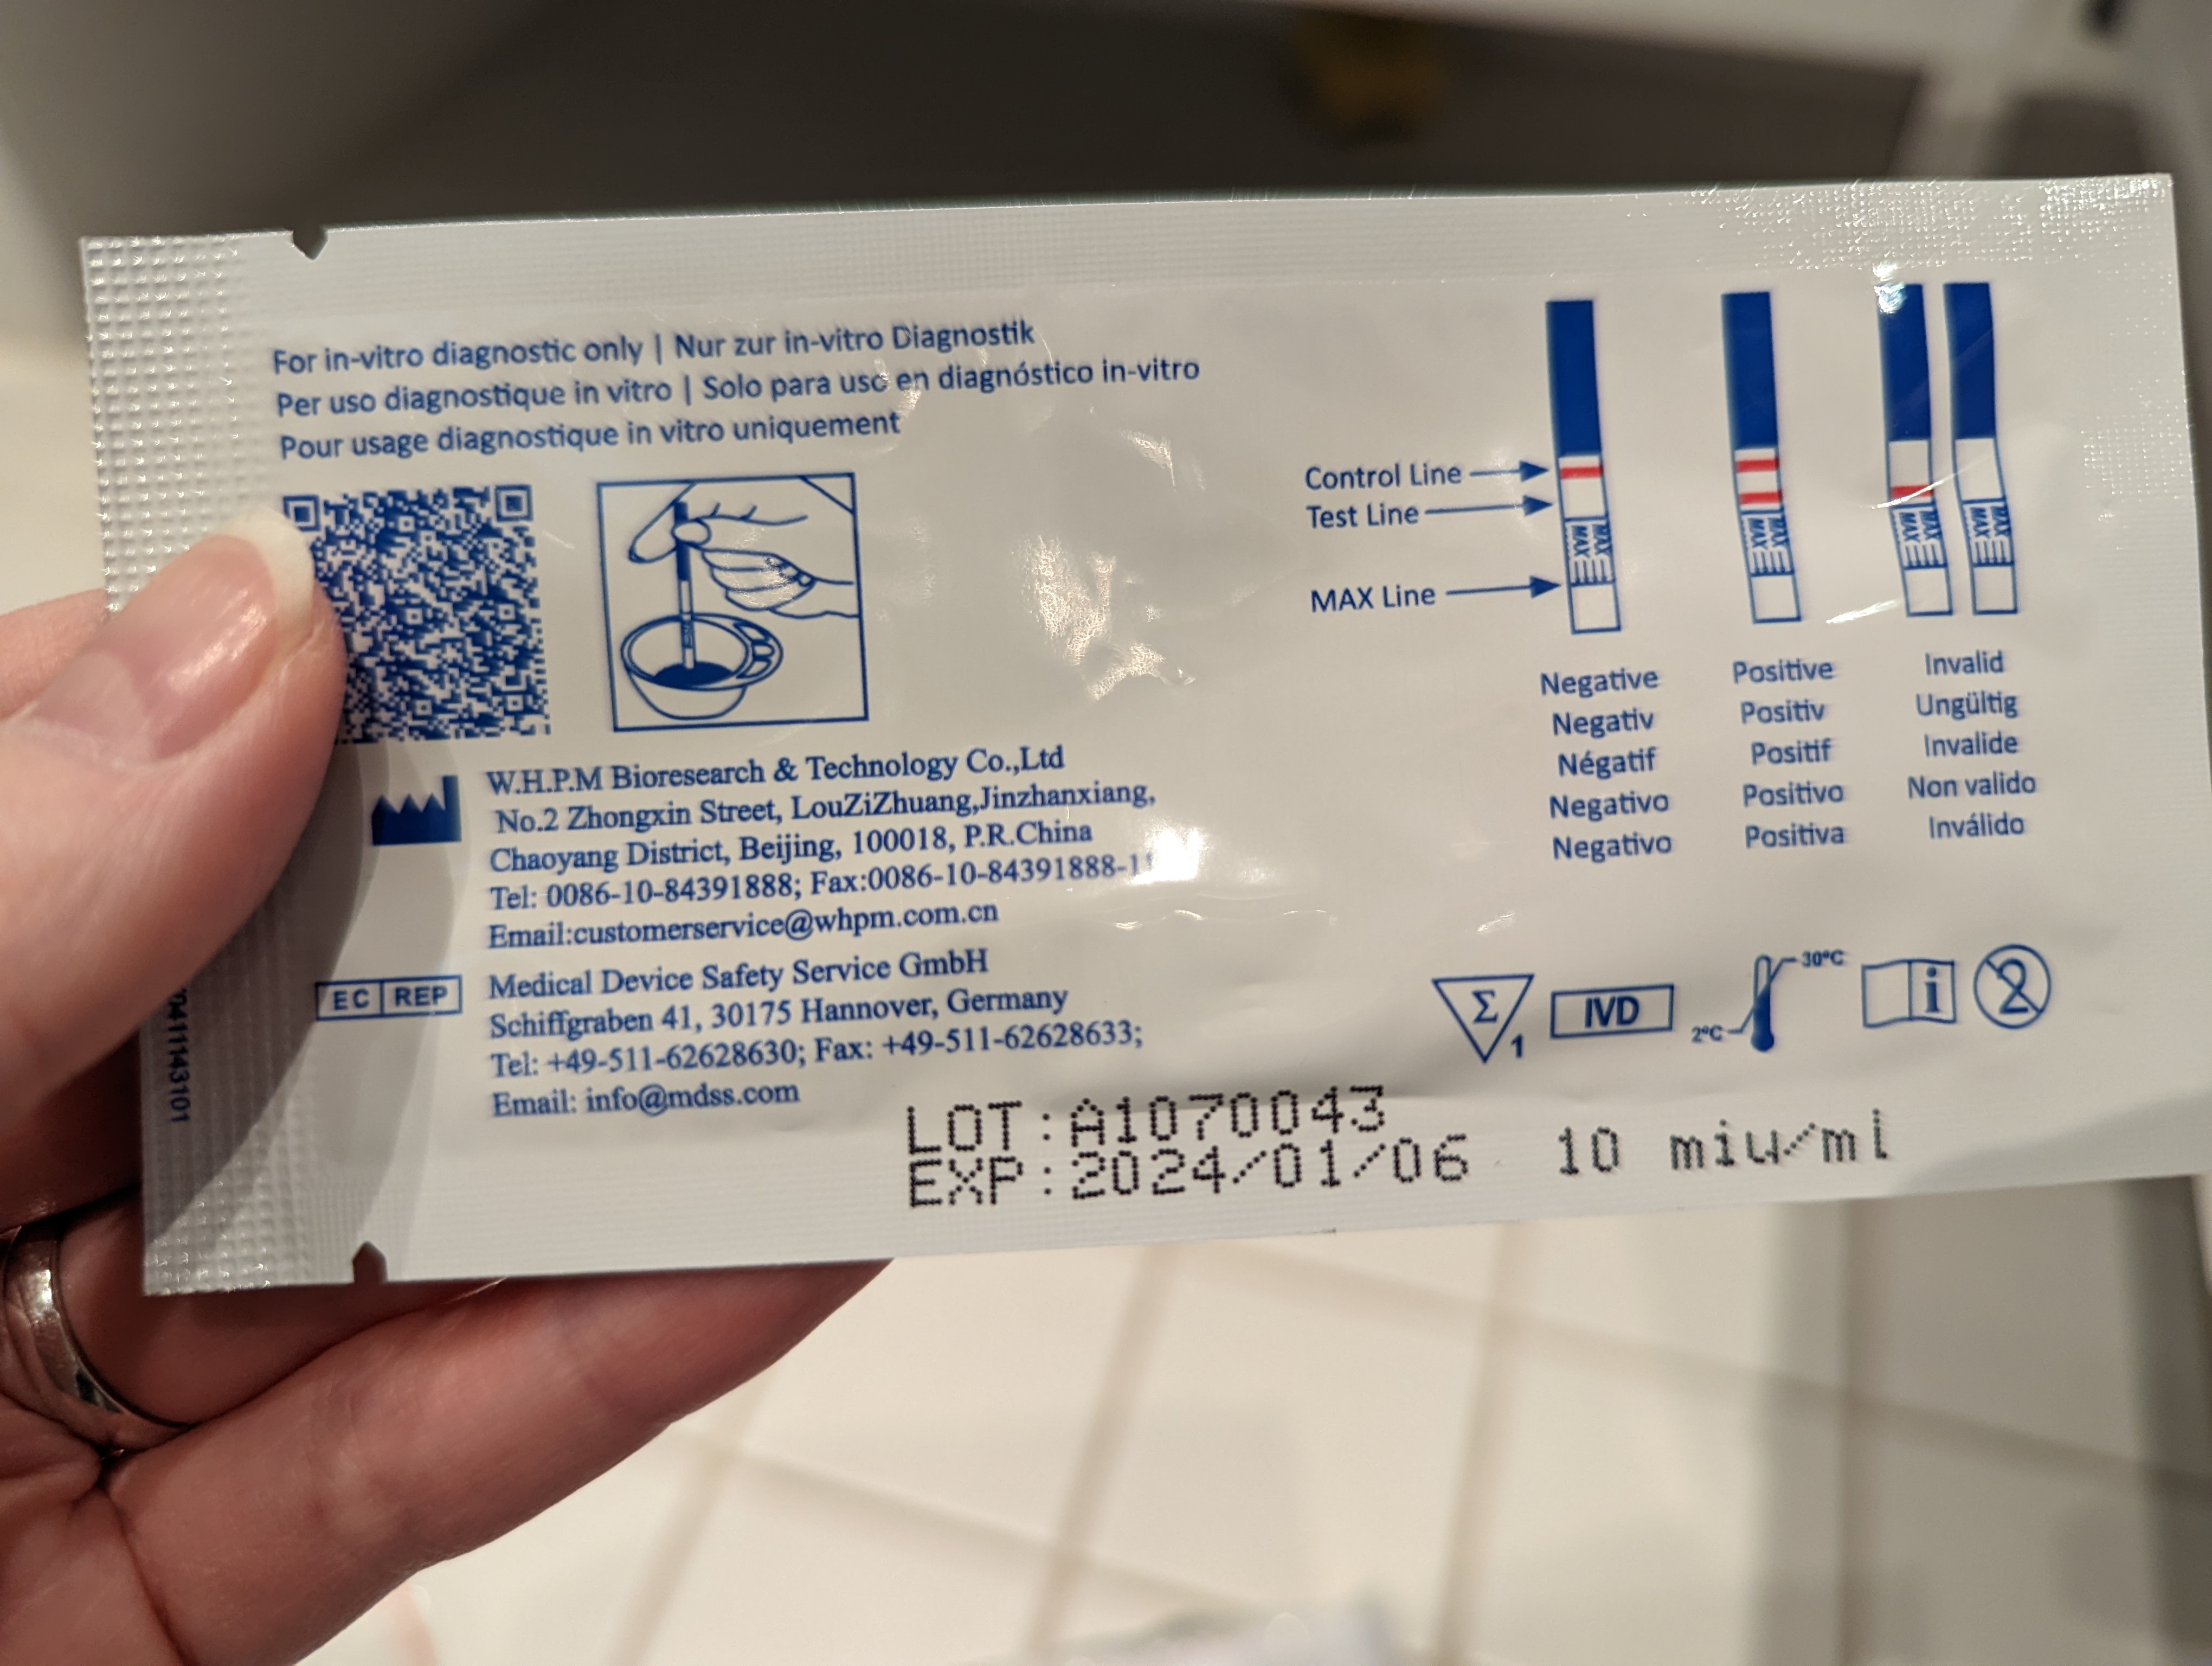 For in-vitro diagnostic only | Nur zur in-vitro Diagnostik
Per uso diagnostique in vitro | Solo para uso en diagnóstico in-vitro
Pour usage diagnostique in vitro uniquement
Control Line
Test Line
MAX Line
MAX MAX
MAX MAX
MAX MAX
MAX MAX
Negative Positive Invalid
Negativ Positiv Ungültig
Négatif Positif Invalide
Negativo Positivo Non valido
Negativo Positiva Inválido
W.H.P.M Bioresearch & Technology Co.,Ltd
No.2 Zhongxin Street, LouZiZhuang,Jinzhanxiang,
Chaoyang District, Beijing, 100018, P.R.China
Tel: 0086-10-84391888; Fax:
Email:customerservice@whpm.com.cn
EC REP
Medical Device Safety Service GmbH
Schiffgraben 41, 30175 Hannover, Germany
Tel: +49-511-62628630; Fax: +49-511-62628633;
Email: info@mdss.com
Σ 1
IVD
2°C 30°C
i
2
LOT:A1070043
EXP:2024/01/06 10 miu/ml